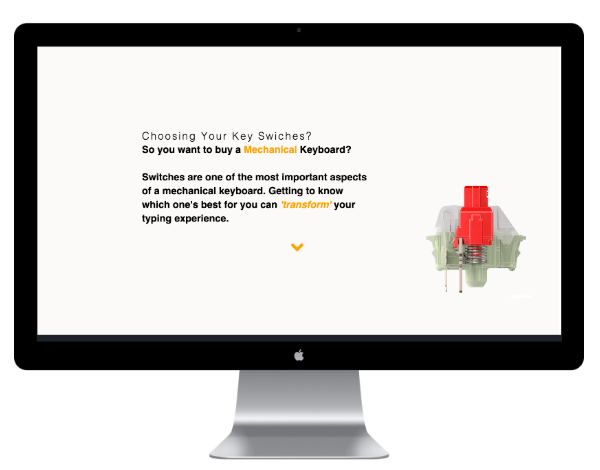 Choosing Your Key Swiches?
So you want to buy a Mechanical Keyboard?
Switches are one of the most important aspects
of a mechanical keyboard. Getting to know
which one's best for you can 'transform' your
typing experience.